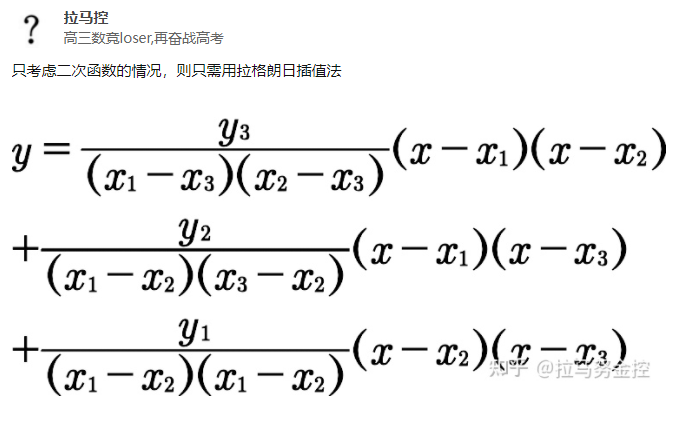 ?
拉马控
高三数竟loser,再奋战高考
只考虑二次函数的情况，则只需用拉格朗日插值法
y = \frac{y_3}{(x_1 - x_3)(x_2 - x_3)}(x - x_1)(x - x_2)
+ \frac{y_2}{(x_1 - x_2)(x_3 - x_2)}(x - x_1)(x - x_3)
+ \frac{y_1}{(x_1 - x_2)(x_1 - x_2)}(x - x_2)(x - x_3)
知乎 @拉马努金控